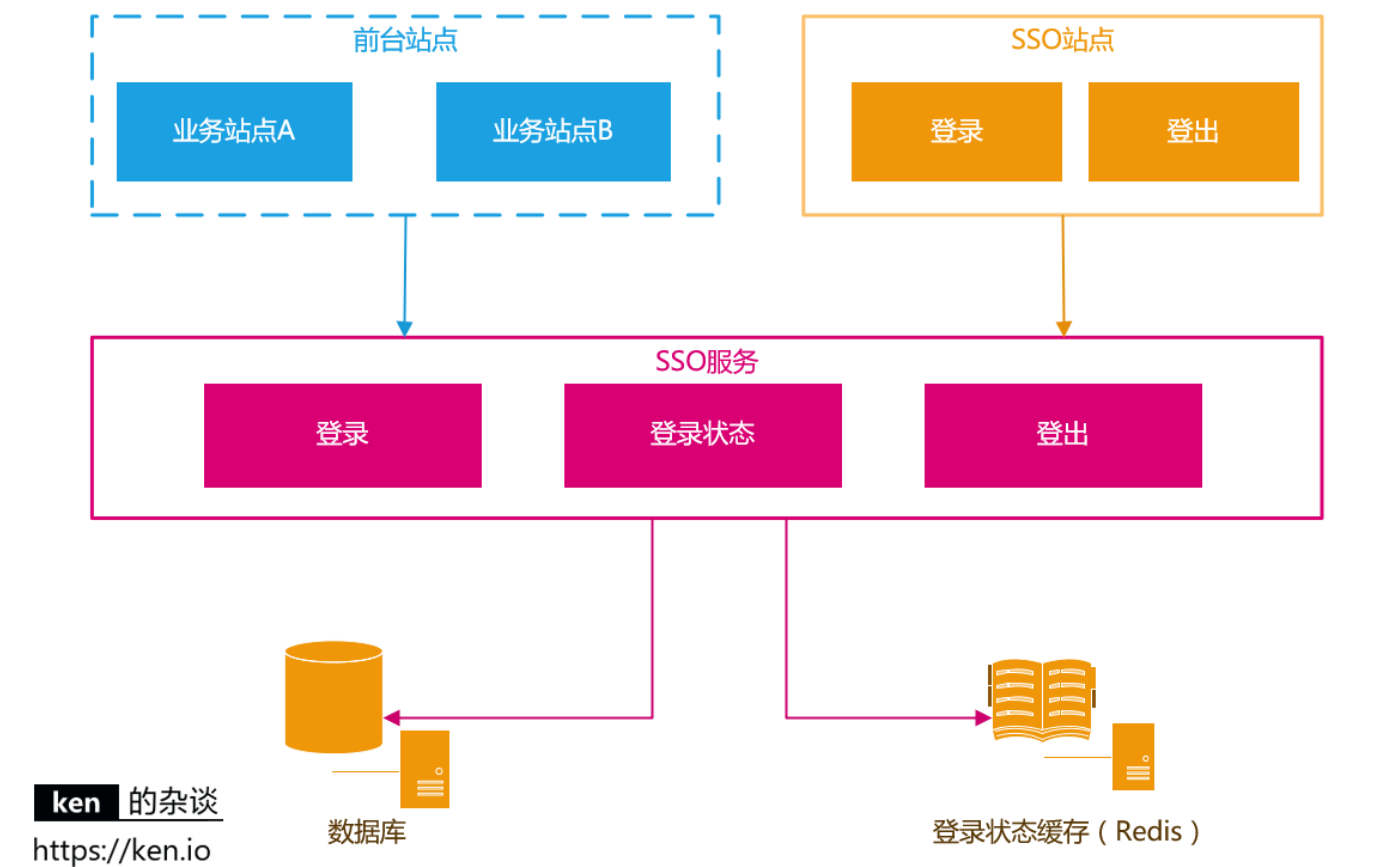 前台站点
SSO站点
业务站点A
业务站点B
登录
登出
SSO服务
登录
登录状态
登出
数据库
登录状态缓存（Redis）
ken 的杂谈
https://ken.io